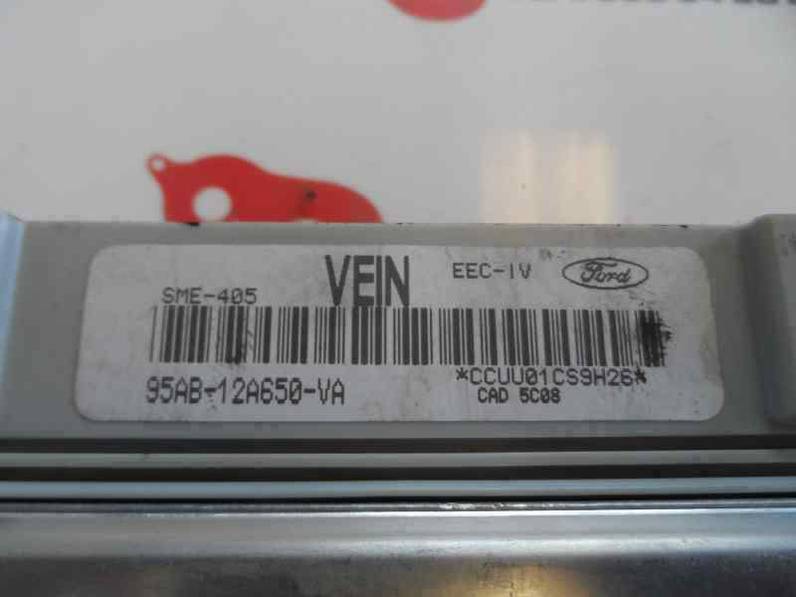 VEIN EEC-IV Ford
SME-405
95AB-12A650-VA *CCUU01CS9H26*
CAD 5C08